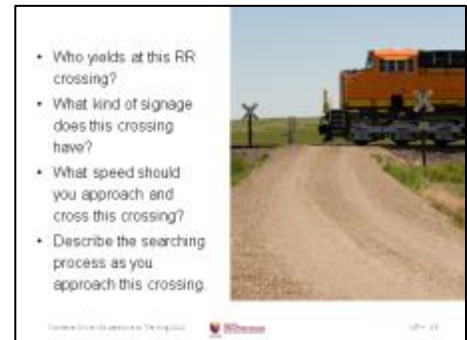 • Who yields at this RR
crossing?
• What kind of signage
does this crossing
have?
• What speed should
you approach and
cross this crossing?
• Describe the searching
process as you
approach this crossing.